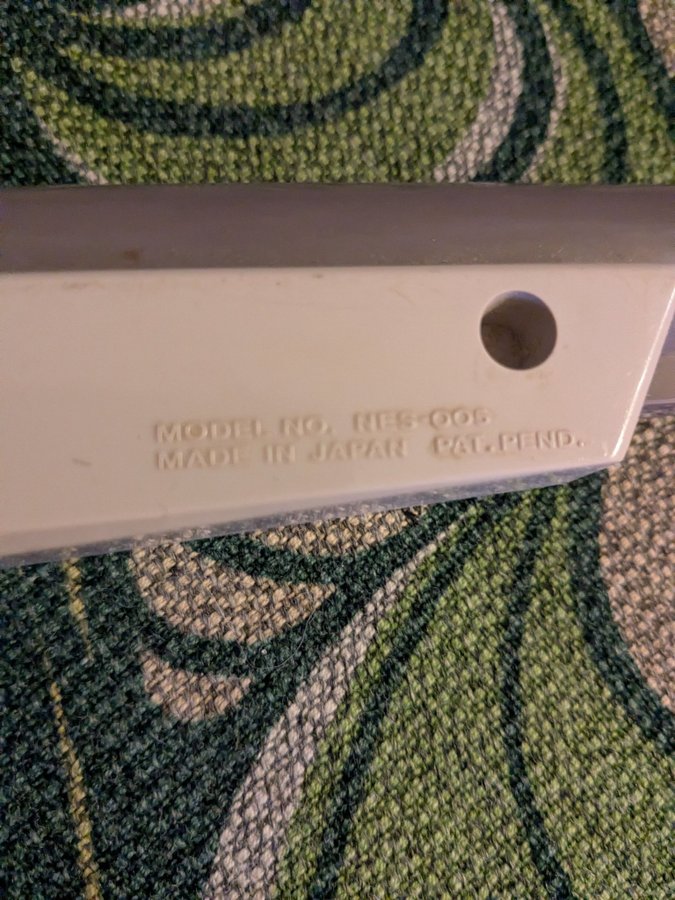 MODEL NO. NES-005
MADE IN JAPAN PAT. PEND.